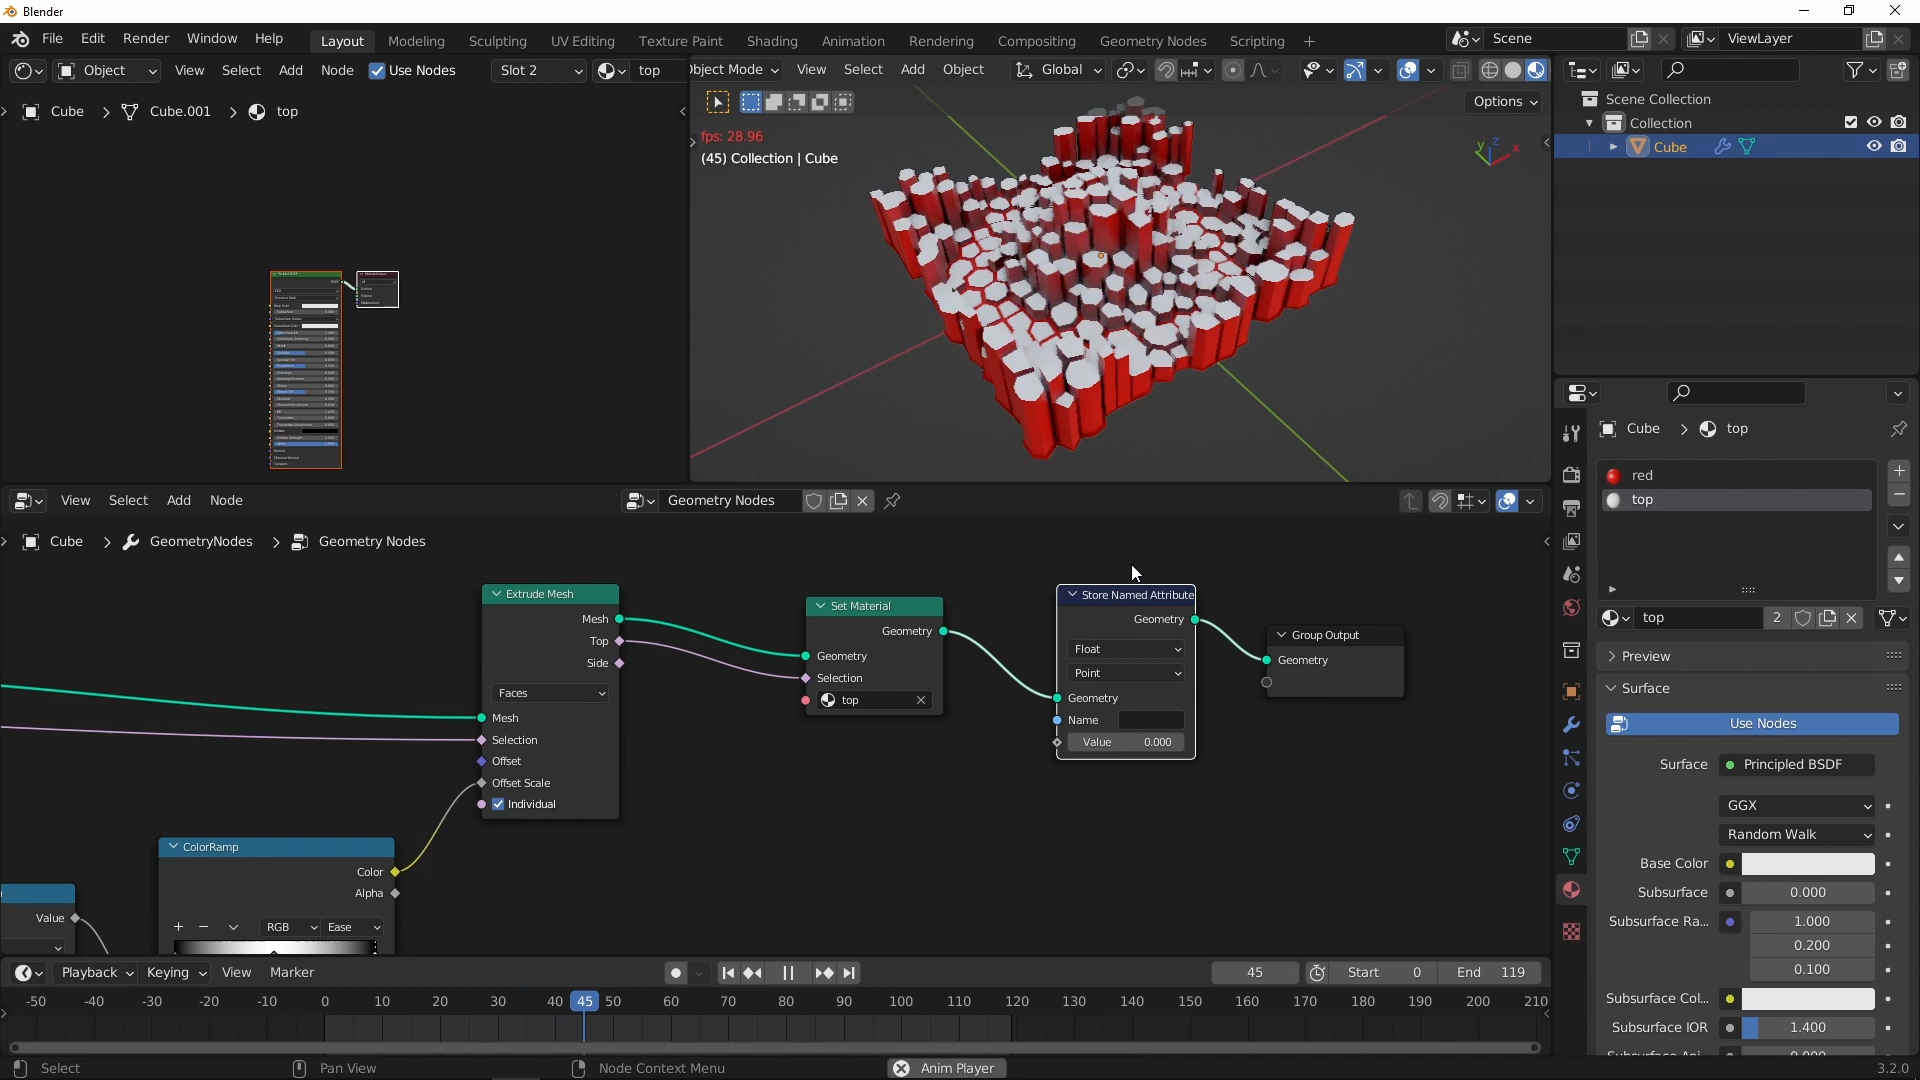 Blender
File Edit Render Window Help
Layout Modeling Sculpting UV Editing Texture Paint Shading Animation Rendering Compositing Geometry Nodes Scripting +
Scene
ViewLayer
Object View Select Add Node Use Nodes Slot 2 top
bject Mode View Select Add Object Global
Cube > Cube.001 > top
Options
fps: 28.96
(45) Collection | Cube
y z x
Scene Collection
Collection
Cube
Cube > top
red
top
top 2
Preview
Surface
Use Nodes
Surface Principled BSDF
GGX
Random Walk
Base Color
Subsurface 0.000
Subsurface Ra... 1.000
0.200
0.100
Subsurface Col...
Subsurface IOR 1.400
View Select Add Node
Geometry Nodes
Cube > GeometryNodes > Geometry Nodes
Extrude Mesh
Mesh
Top
Side
Faces
Mesh
Selection
Offset
Offset Scale
Individual
Set Material
Geometry
Geometry
Selection
top
Store Named Attribute
Geometry
Float
Point
Geometry
Name
Value 0.000
Group Output
Geometry
ColorRamp
Color
Alpha
RGB Ease
Value
Playback Keying View Marker
45 Start 0 End 119
-50 -40 -30 -20 -10 0 10 20 30 40 45 50 60 70 80 90 100 110 120 130 140 150 160 170 180 190 200 210
Select Pan View Node Context Menu Anim Player 3.2.0